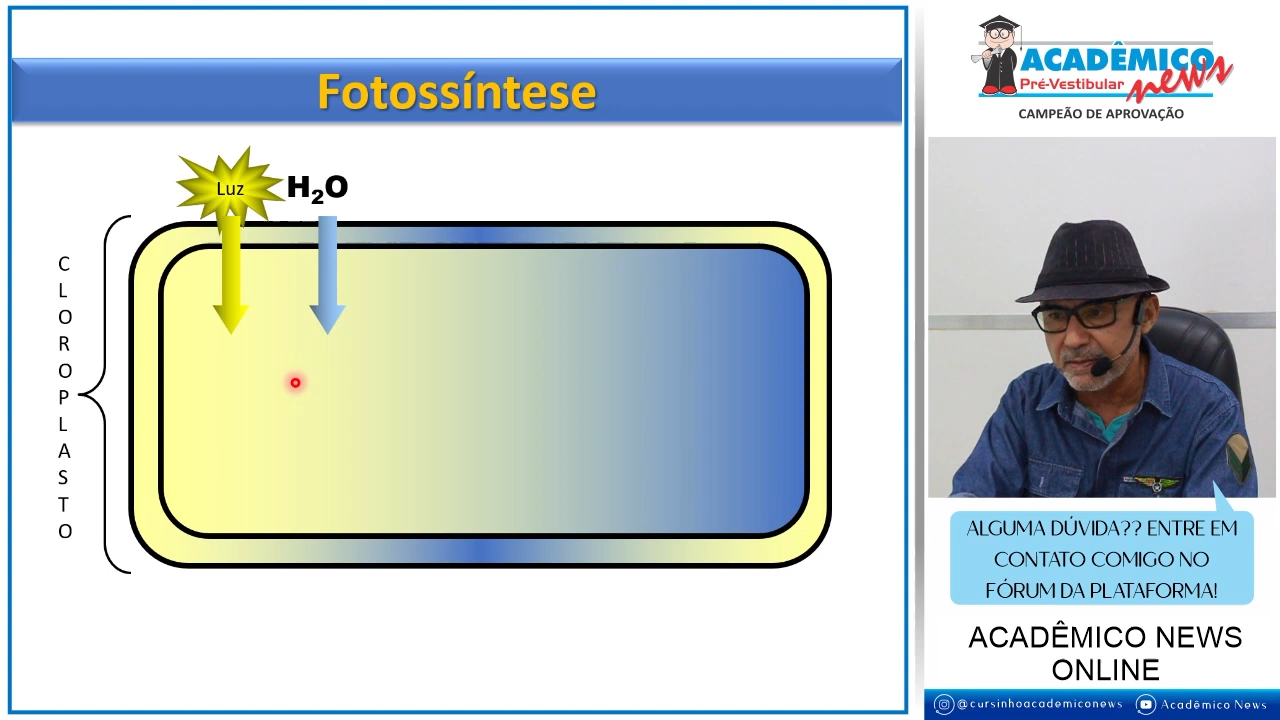 Fotossíntese
Luz
H₂O
CLOROPLASTO
ACADÊMICO
Pré-Vestibular news
CAMPEÃO DE APROVAÇÃO
ALGUMA DÚVIDA?? ENTRE EM
CONTATO COMIGO NO
FÓRUM DA PLATAFORMA!
ACADÊMICO NEWS
ONLINE
@cursinhoacademiconews Acadêmico News